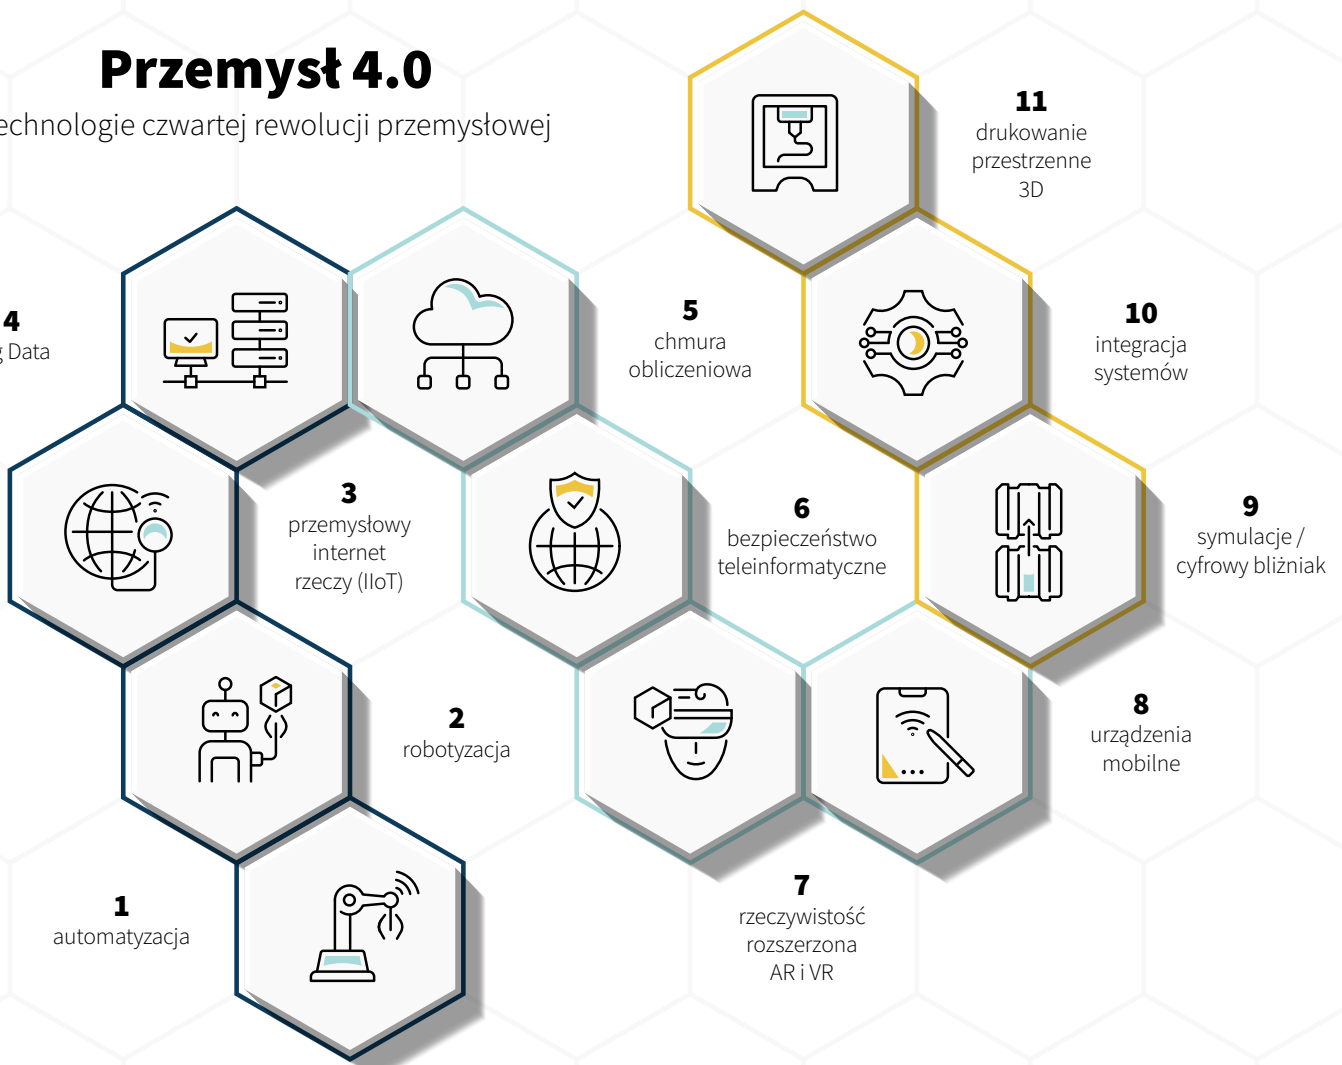 Przemysł 4.0
echnologie czwartej rewolucji przemysłowej
11
drukowanie
przestrzenne
3D
10
integracja
systemów
4
g Data
5
chmura
obliczeniowa
3
przemysłowy
internet
rzeczy (IIoT)
6
bezpieczeństwo
teleinformatyczne
9
symulacje /
cyfrowy bliźniak
2
robotyzacja
8
urządzenia
mobilne
7
rzeczywistość
rozszerzona
AR i VR
1
automatyzacja